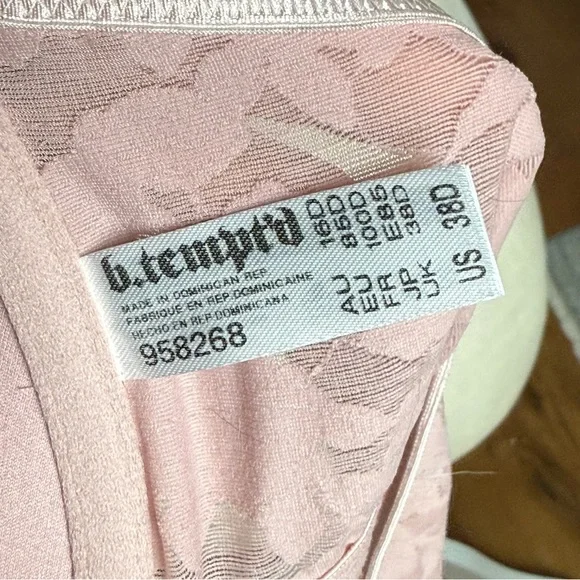 b.tempt'd
MADE IN DOMINICAN REP.
FABRIQUE EN REP. DOMINICAINE
HECHO EN REP. DOMINICANA
958268
AU 16D
EU 85D
FR 100D
JP E85
UK 38D
US 38D